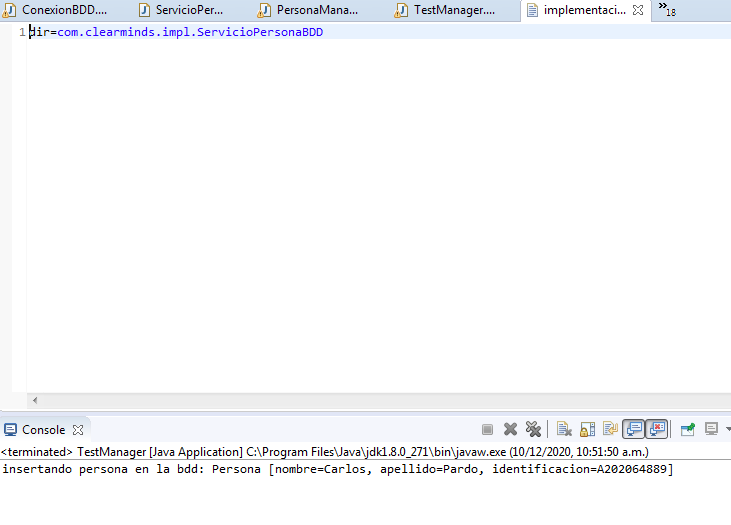 ConexionBDD.... ServicioPer... PersonaMana... TestManager.... implementaci... »18
1 dir=com.clearminds.impl.ServicioPersonaBDD
Console
<terminated> TestManager [Java Application] C:\Program Files\Java\jdk1.8.0_271\bin\javaw.exe (10/12/2020, 10:51:50 a.m.)
insertando persona en la bdd: Persona [nombre=Carlos, apellido=Pardo, identificacion=A202064889]